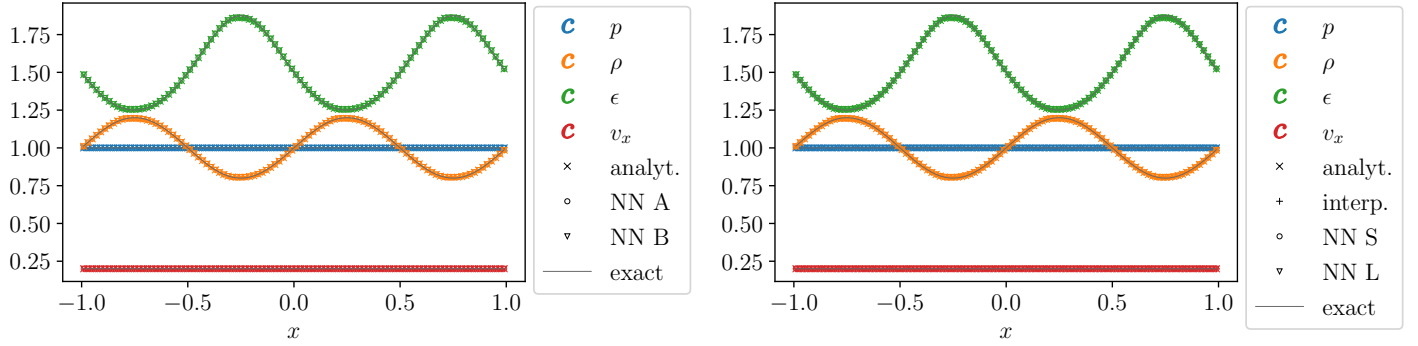 1.75
1.50
1.25
1.00
0.75
0.50
0.25
−1.0 −0.5 0.0 0.5 1.0
x
c p
c ρ
c ϵ
c v_x
analyt.
NN A
NN B
exact
1.75
1.50
1.25
1.00
0.75
0.50
0.25
−1.0 −0.5 0.0 0.5 1.0
x
c p
c ρ
c ϵ
c v_x
analyt.
interp.
NN S
NN L
exact